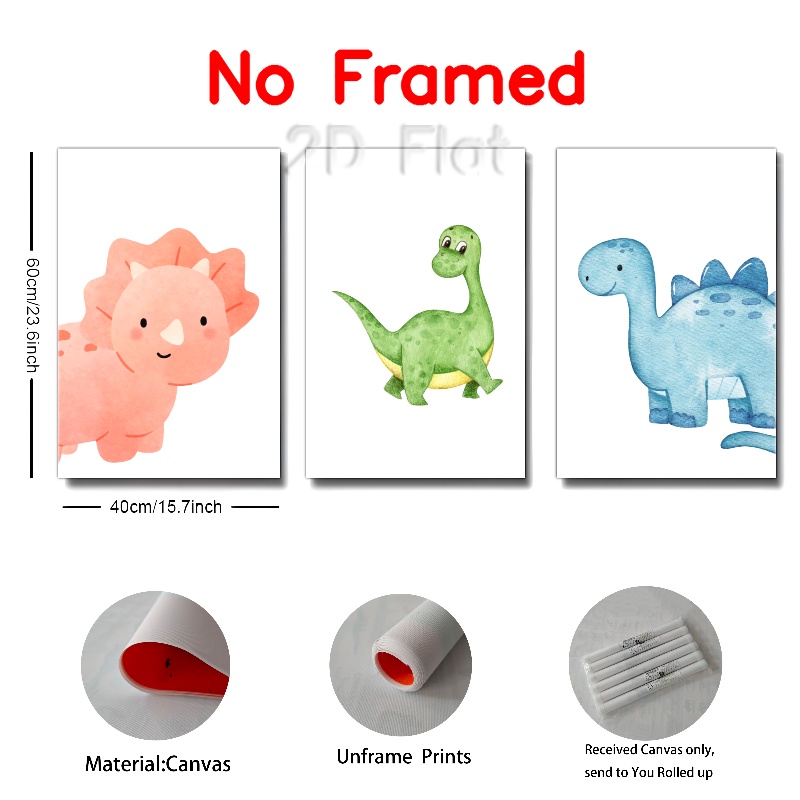 No Framed
2D Flat
60cm/23.6inch
40cm/15.7inch
Material:Canvas
Unframe Prints
Received Canvas only,
send to You Rolled up